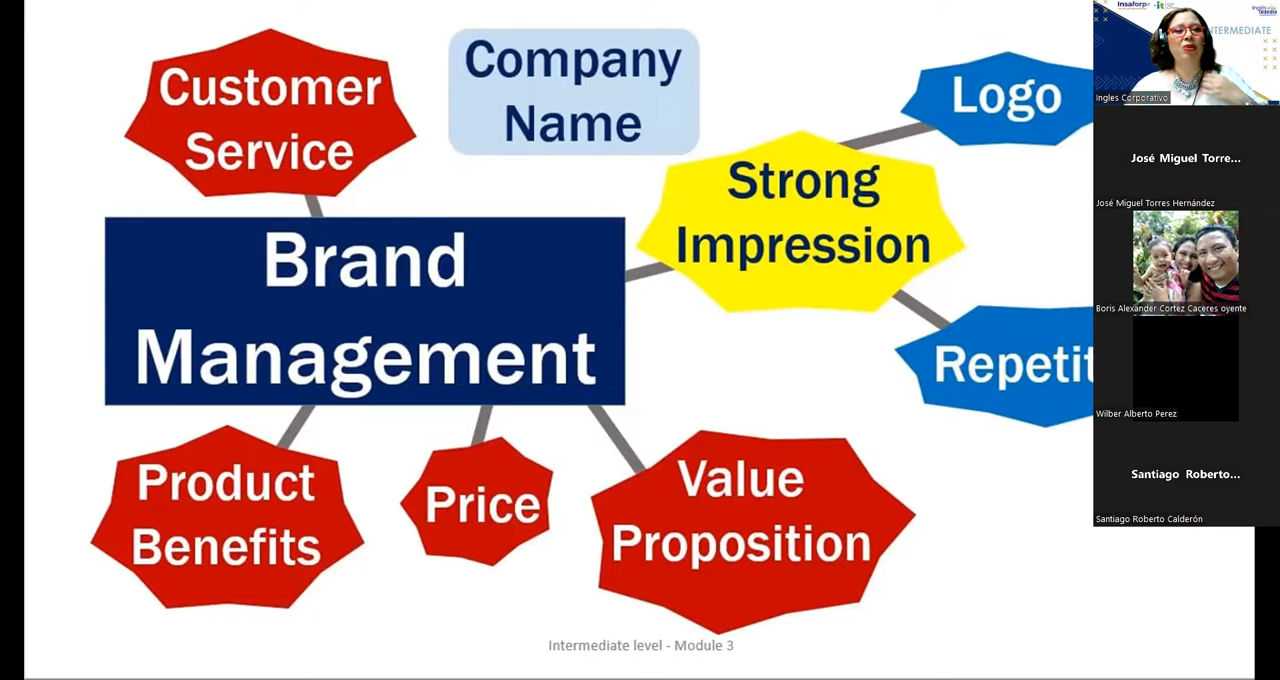 Customer
Service
Company
Name
Logo
Strong
Impression
Brand
Management
Repetit
Product
Benefits
Price
Value
Proposition
Intermediate level - Module 3
Insaforp
INTERMEDIATE
Ingles Corporativo
José Miguel Torre...
José Miguel Torres Hernández
Boris Alexander Cortez Caceres oyente
Wilber Alberto Perez
Santiago Roberto...
Santiago Roberto Calderón